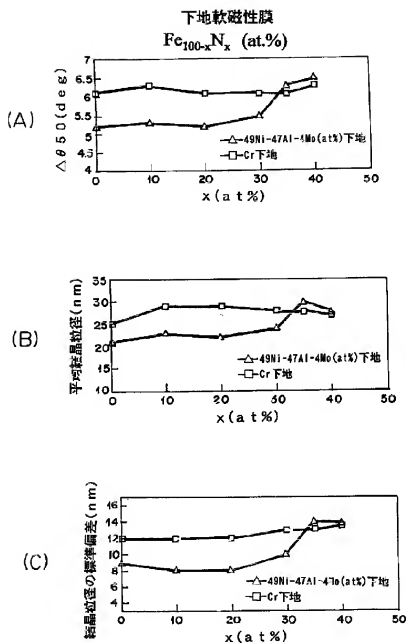 下地軟磁性膜
Fe100-xNx (at.%)
(A)
Δθ50(deg)
6.5
6
5.5
5
4.5
4
0 10 20 30 40 50
x(at%)
49Ni-47Al-4Mo(at%)下地
Cr下地
(B)
平均結晶粒径(nm)
35
30
25
20
15
10
0 10 20 30 40 50
x(at%)
49Ni-47Al-4Mo(at%)下地
Cr下地
(C)
結晶粒径の標準偏差(nm)
16
14
12
10
8
6
4
0 10 20 30 40 50
x(at%)
49Ni-47Al-4Mo(at%)下地
Cr下地